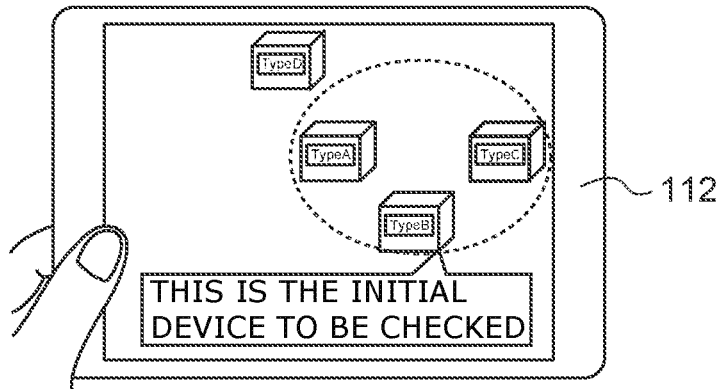 TypeD
TypeA
TypeC
112
TypeB
THIS IS THE INITIAL
DEVICE TO BE CHECKED